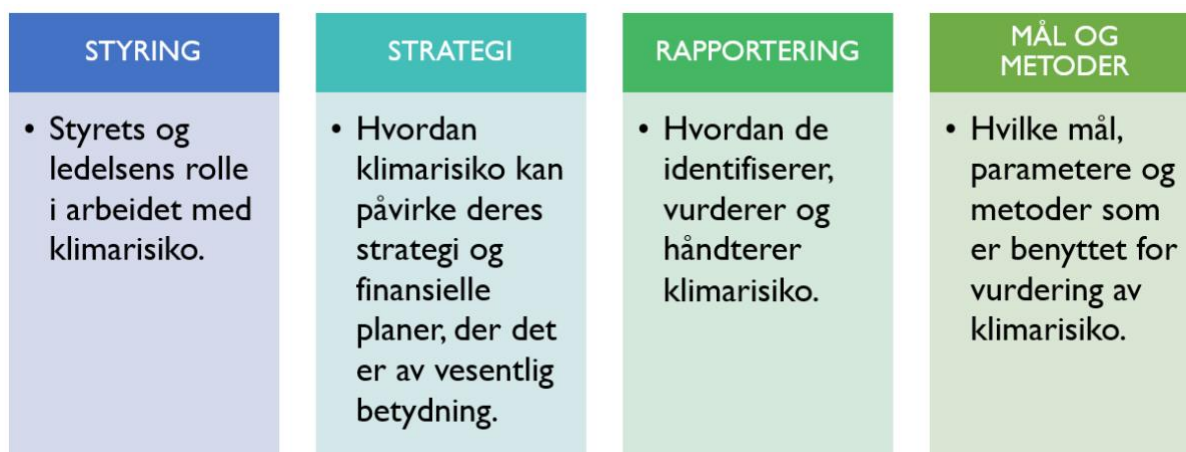 STYRING
• Styrets og
ledelsens rolle
i arbeidet med
klimarisiko.
STRATEGI
• Hvordan
klimarisiko kan
påvirke deres
strategi og
finansielle
planer, der det
er av vesentlig
betydning.
RAPPORTERING
• Hvordan de
identifiserer,
vurderer og
håndterer
klimarisiko.
MÅL OG
METODER
• Hvilke mål,
parametere og
metoder som
er benyttet for
vurdering av
klimarisiko.